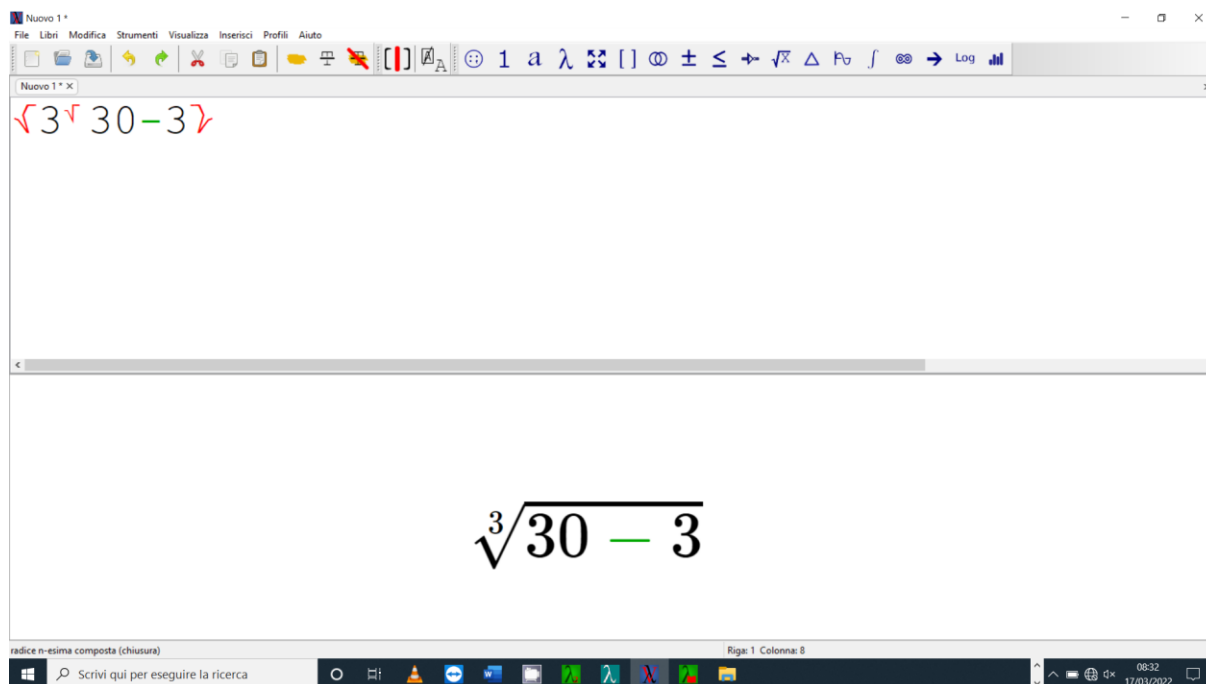 Nuovo 1 *
File Libri Modifica Strumenti Visualizza Inserisci Profili Aiuto
1 a λ [ ] ± ≤ √x ∫ Log
Nuovo 1 *
√3√ 30-3
∛(30 − 3)
radice n-esima composta (chiusura)
Riga: 1 Colonna: 8
Scrivi qui per eseguire la ricerca
08:32
17/03/2022